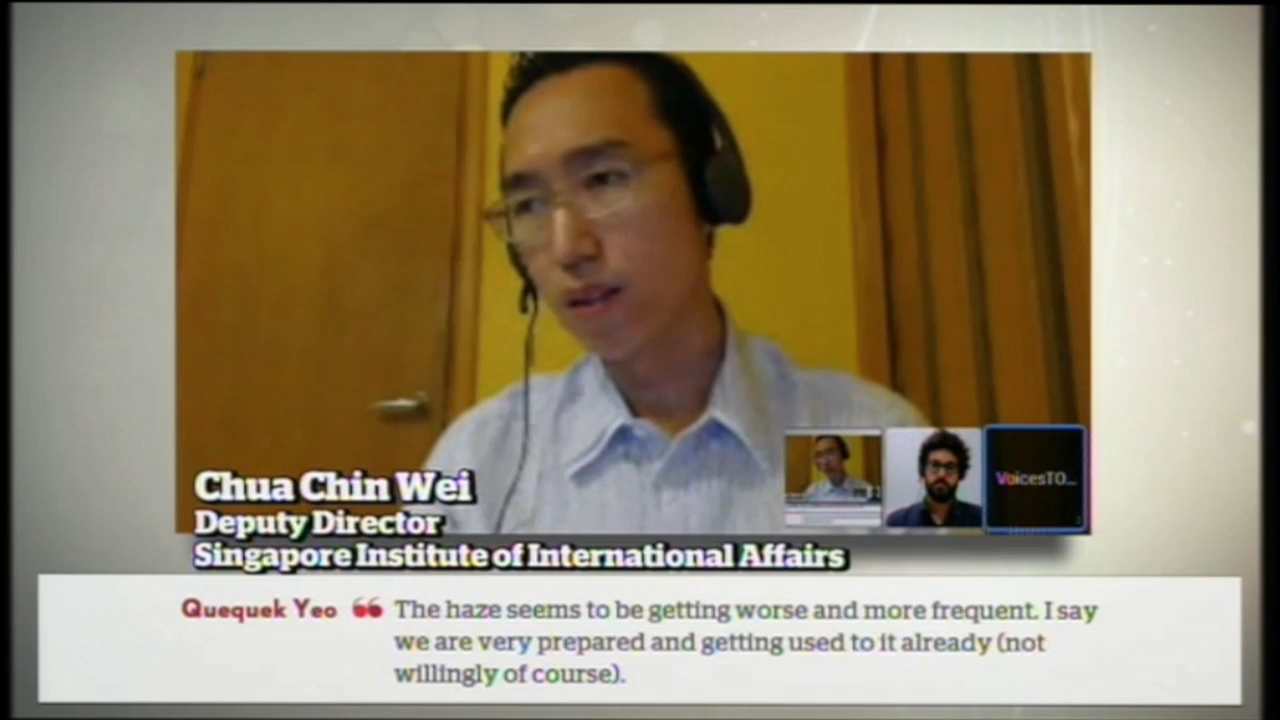 VoicesTO...
Chua Chin Wei
Deputy Director
Singapore Institute of International Affairs
Quequek Yeo “ The haze seems to be getting worse and more frequent. I say
we are very prepared and getting used to it already (not
willingly of course).